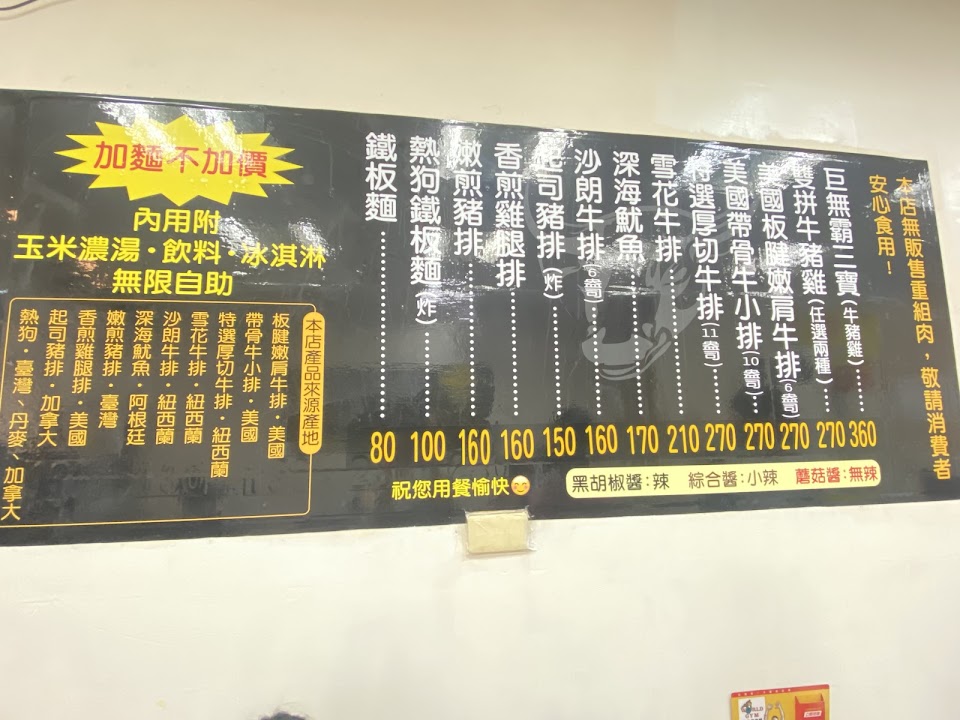 本店無販售重組肉，敬請消費者
安心食用！
巨無霸三寶(牛豬雞)……360
雙拼牛豬雞(任選兩種)……270
美國板腱嫩肩牛排(6盎司)……270
美國帶骨牛小排(10盎司)……270
特選厚切牛排(11盎司)……270
雪花牛排……210
深海魷魚……170
沙朗牛排(6盎司)……160
起司豬排(炸)……150
香煎雞腿排……160
嫩煎豬排……160
熱狗鐵板麵(炸)……100
鐵板麵……80
加麵不加價
內用附
玉米濃湯·飲料·冰淇淋
無限自助
本店產品來源產地
板腱嫩肩牛排·美國
帶骨牛小排·美國
特選厚切牛排·紐西蘭
雪花牛排·紐西蘭
沙朗牛排·紐西蘭
深海魷魚·阿根廷
嫩煎豬排·臺灣
香煎雞腿排·美國
起司豬排·加拿大
熱狗·臺灣、丹麥、加拿大
祝您用餐愉快
黑胡椒醬:辣 綜合醬:小辣 蘑菇醬:無辣